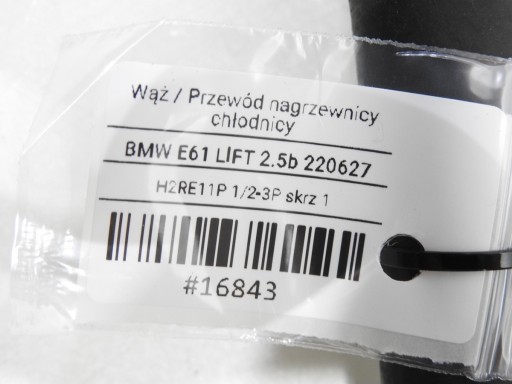 Wąż / Przewód nagrzewnicy
chłodnicy
BMW E61 LIFT 2.5b 220627
H2RE11P 1/2-3P skrz 1
#16843